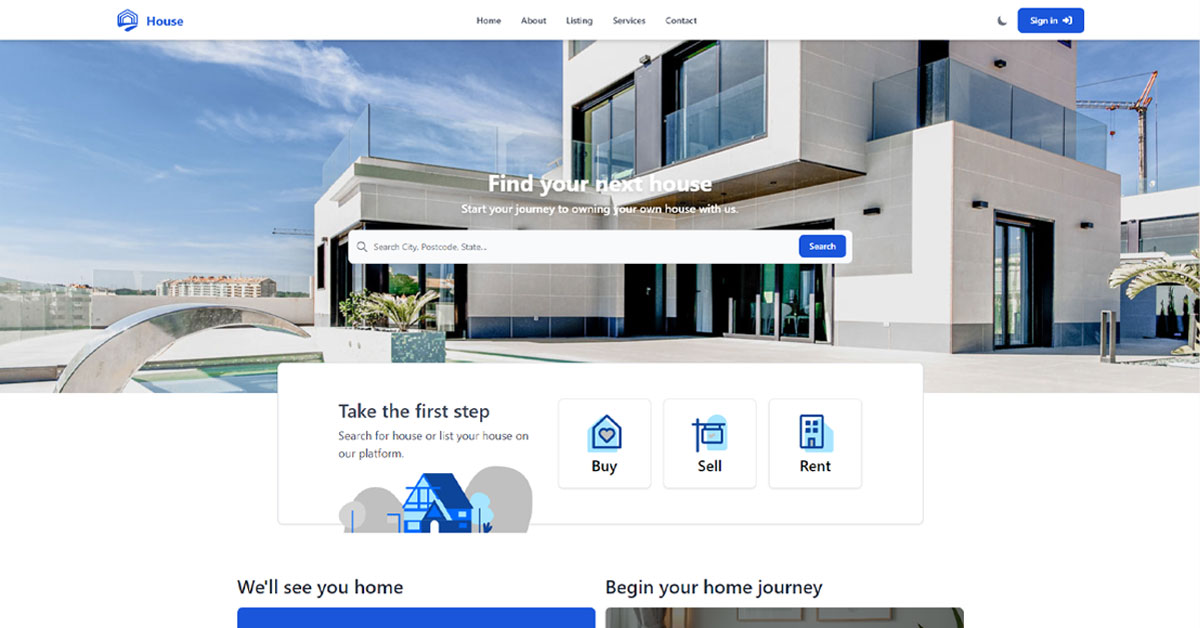 House
Home About Listing Services Contact
Sign in
Find your next house
Start your journey to owning your own house with us.
Search City, Postcode, State...
Search
Take the first step
Search for house or list your house on
our platform.
Buy
Sell
Rent
We'll see you home
Begin your home journey